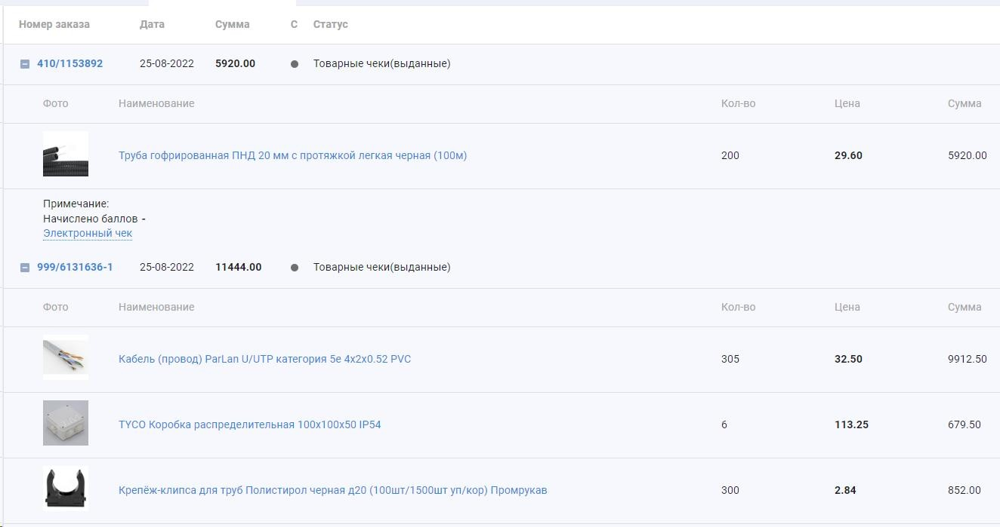 Номер заказа Дата Сумма С Статус
410/1153892 25-08-2022 5920.00 Товарные чеки(выданные)
Фото Наименование Кол-во Цена Сумма
Труба гофрированная ПНД 20 мм с протяжкой легкая черная (100м) 200 29.60 5920.00
Примечание:
Начислено баллов -
Электронный чек
999/6131636-1 25-08-2022 11444.00 Товарные чеки(выданные)
Фото Наименование Кол-во Цена Сумма
Кабель (провод) ParLan U/UTP категория 5e 4x2x0.52 PVC 305 32.50 9912.50
TYCO Коробка распределительная 100х100х50 IP54 6 113.25 679.50
Крепёж-клипса для труб Полистирол черная д20 (100шт/1500шт уп/кор) Промрукав 300 2.84 852.00